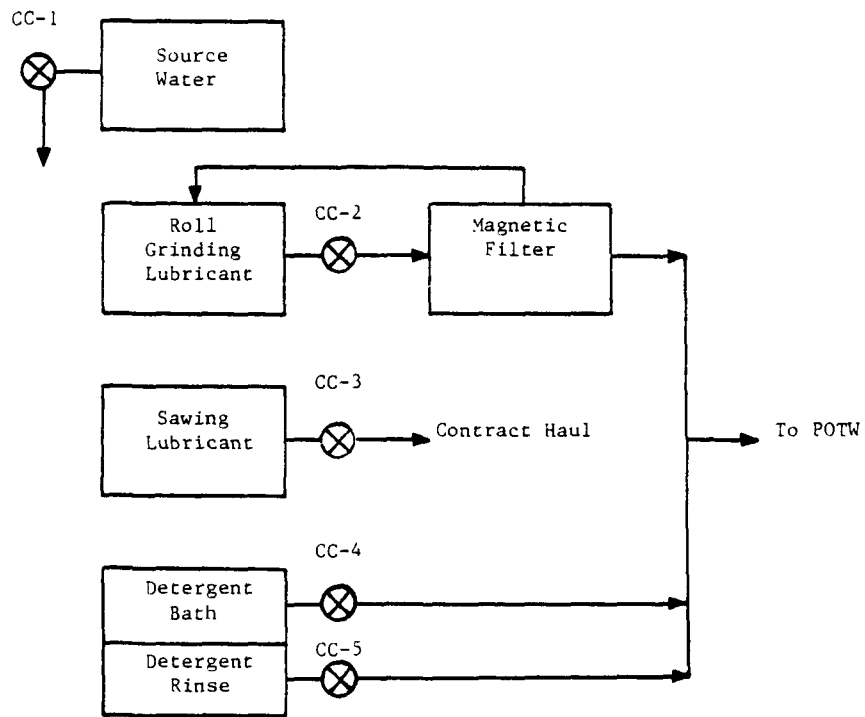 CC-1
Source
Water
Roll
Grinding
Lubricant
CC-2
Magnetic
Filter
Sawing
Lubricant
CC-3
Contract Haul
To POTW
Detergent
Bath
CC-4
Detergent
Rinse
CC-5